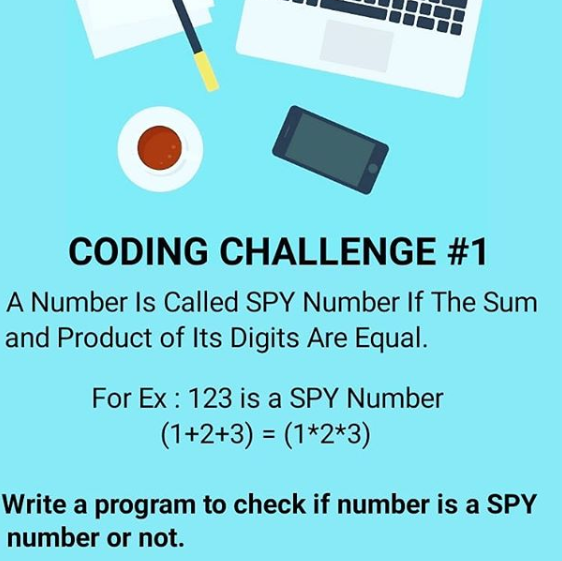 CODING CHALLENGE #1
A Number Is Called SPY Number If The Sum
and Product of Its Digits Are Equal.
For Ex : 123 is a SPY Number
(1+2+3) = (1*2*3)
Write a program to check if number is a SPY
number or not.